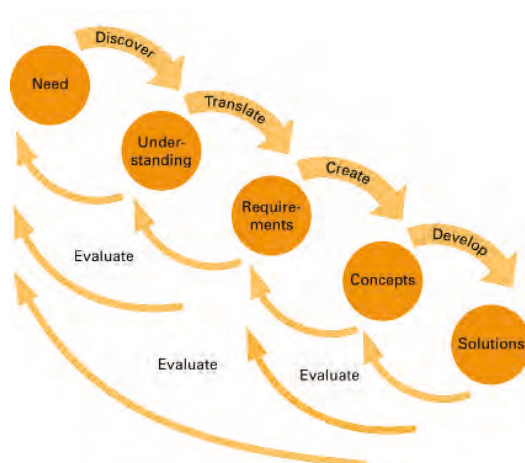 Discover
Need
Translate
Under-
standing
Create
Require-
ments
Develop
Evaluate
Concepts
Solutions
Evaluate
Evaluate